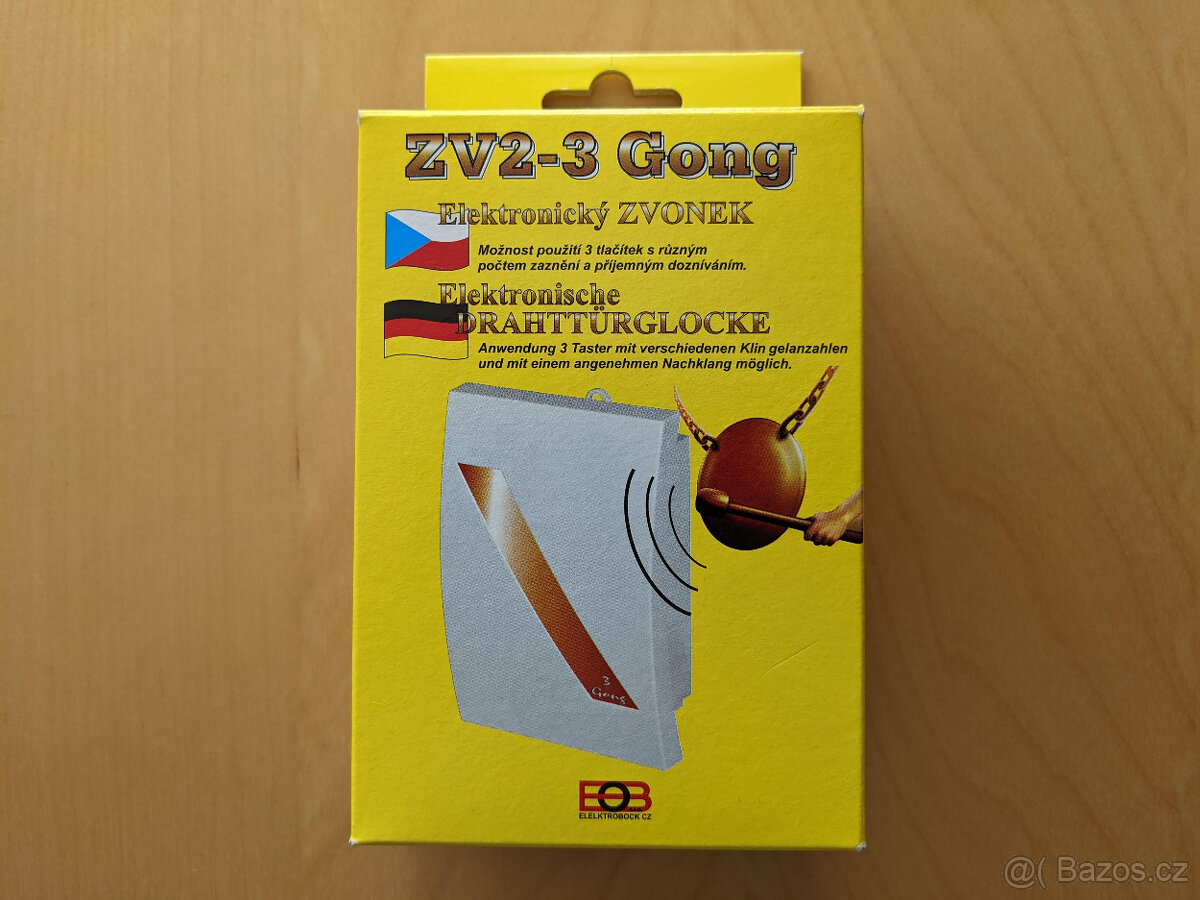 ZV2-3 Gong
Elektronický ZVONEK
Možnost použití 3 tlačítek s různým
počtem zaznění a příjemným dozníváním.
Elektronische
DRAHTTÜRGLOCKE
Anwendung 3 Taster mit verschiedenen Klin gelanzahlen
und mit einem angenehmen Nachklang möglich.
3
Gong
EOB
ELELKTROBOCK CZ
@( Bazos.cz